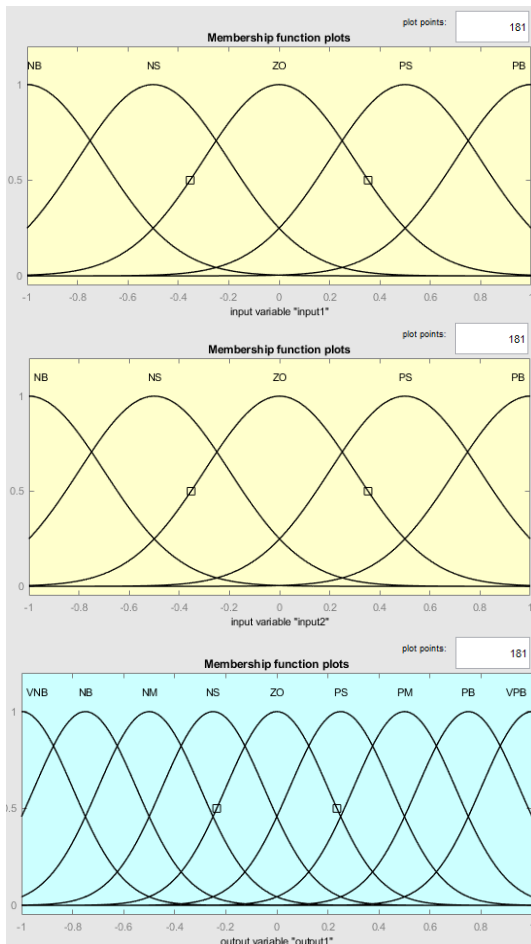 plot points: 181
Membership function plots
NB NS ZO PS PB
1
0.5
0
-1 -0.8 -0.6 -0.4 -0.2 0 0.2 0.4 0.6 0.8 1
input variable "input1"
plot points: 181
Membership function plots
NB NS ZO PS PB
1
0.5
0
-1 -0.8 -0.6 -0.4 -0.2 0 0.2 0.4 0.6 0.8 1
input variable "input2"
plot points: 181
Membership function plots
VNB NB NM NS ZO PS PM PB VPB
1
0.5
0
-1 -0.8 -0.6 -0.4 -0.2 0 0.2 0.4 0.6 0.8
output variable "output1"